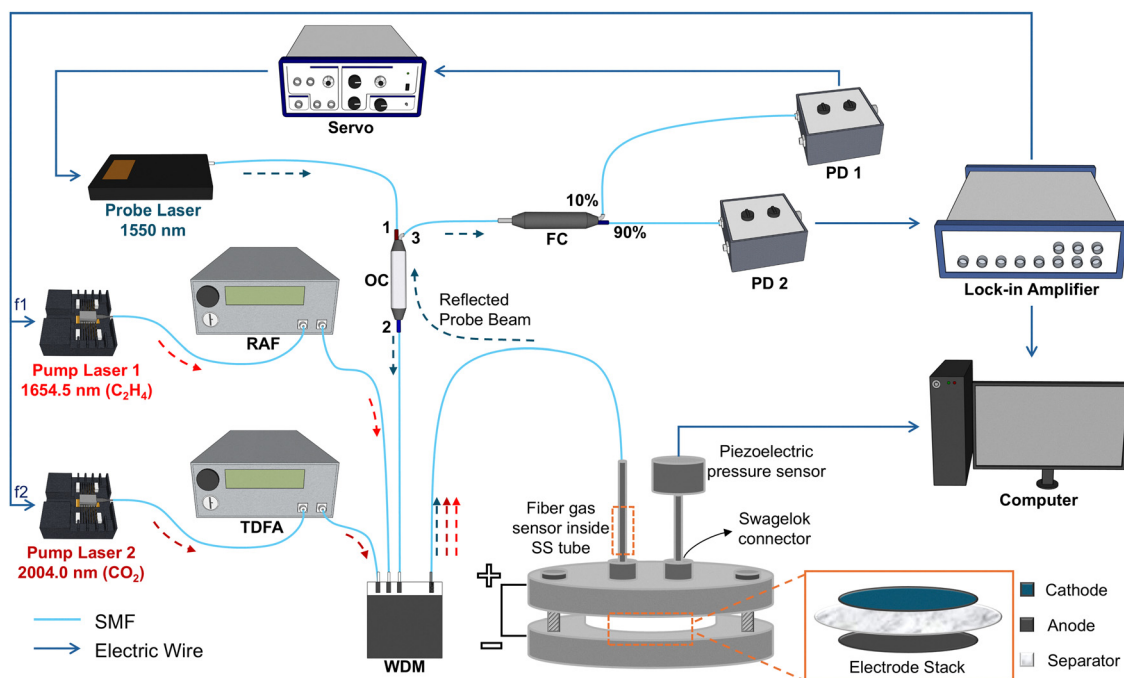 Servo
PD 1
10%
Probe Laser
1550 nm
1
3
FC
90%
PD 2
OC
Lock-in Amplifier
f1
RAF
Reflected
Probe Beam
2
Pump Laser 1
1654.5 nm (C₂H₄)
Piezoelectric
pressure sensor
f2
TDFA
Fiber gas
sensor inside
SS tube
Computer
Swagelok
connector
Pump Laser 2
2004.0 nm (CO₂)
+
−
Cathode
SMF
Anode
Electric Wire
WDM
Electrode Stack
Separator